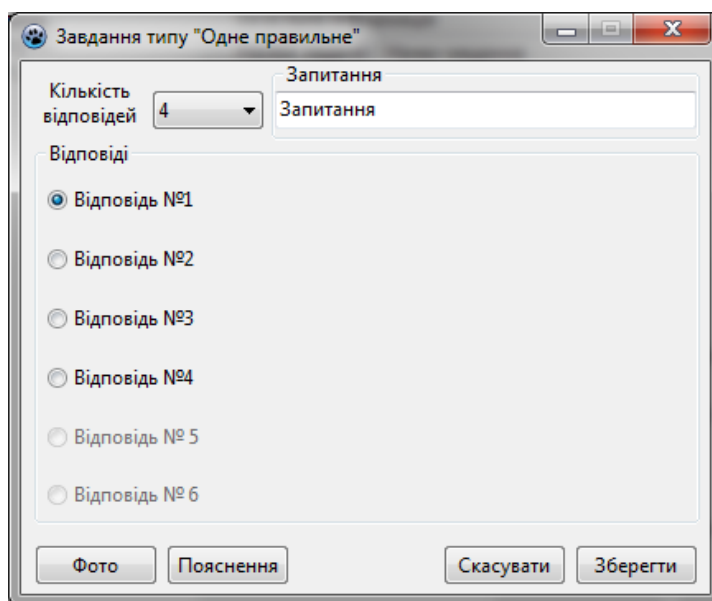 Завдання типу "Одне правильне"
Кількість
відповідей
4
Запитання
Запитання
Відповіді
Відповідь №1
Відповідь №2
Відповідь №3
Відповідь №4
Відповідь № 5
Відповідь № 6
Фото Пояснення Скасувати Зберегти